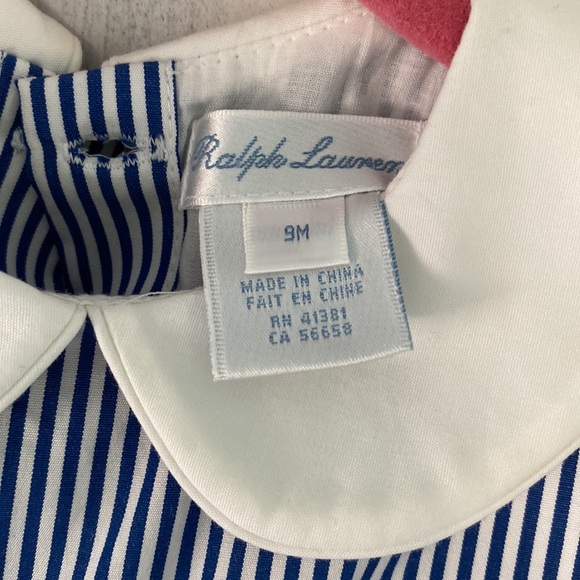 Ralph Lauren
9M
MADE IN CHINA
FAIT EN CHINE
RN 41381
CA 56658